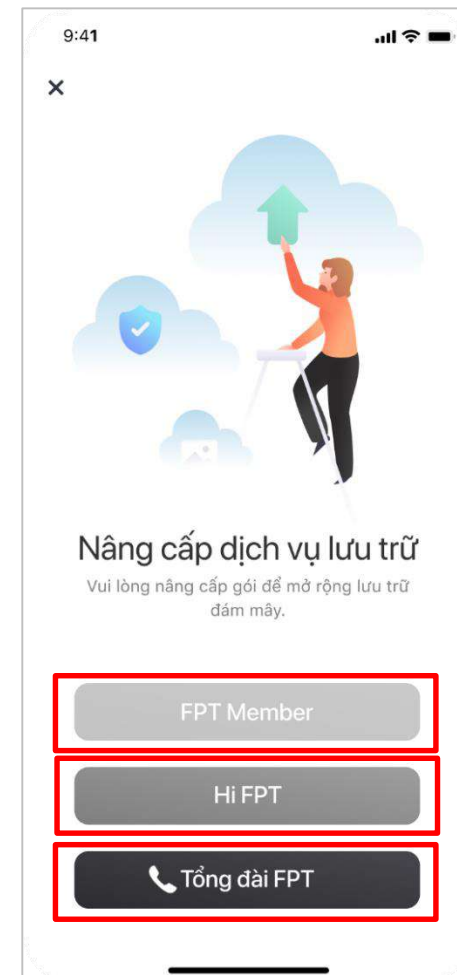 9:41
Nâng cấp dịch vụ lưu trữ
Vui lòng nâng cấp gói để mở rộng lưu trữ
đám mây.
FPT Member
Hi FPT
Tổng đài FPT